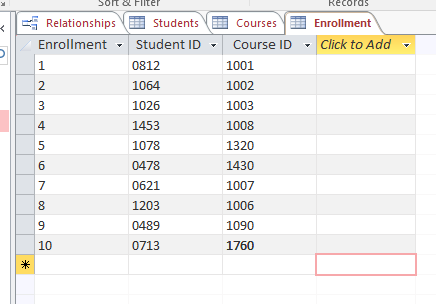 Sort & Filter Records
Relationships Students Courses Enrollment
Enrollment Student ID Course ID Click to Add
1 0812 1001
2 1064 1002
3 1026 1003
4 1453 1008
5 1078 1320
6 0478 1430
7 0621 1007
8 1203 1006
9 0489 1090
10 0713 1760